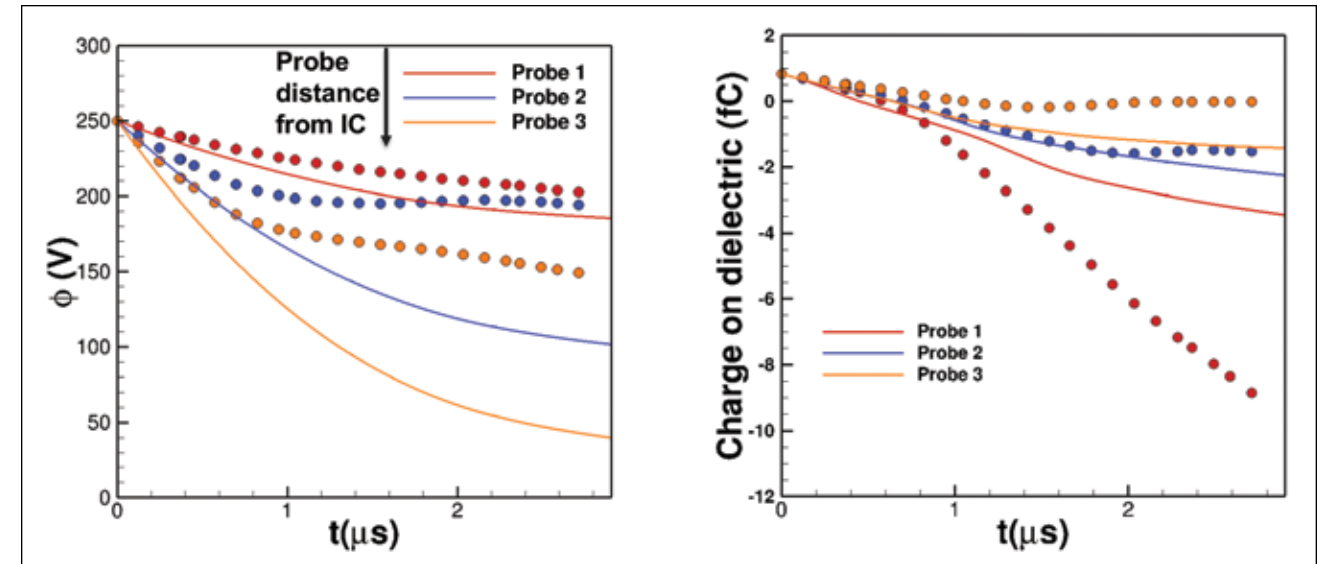 300
250
200
150
100
50
0
ϕ (V)
0
1
2
t(μs)
Probe
distance
from IC
Probe 1
Probe 2
Probe 3
2
0
-2
-4
-6
-8
-10
-12
Charge on dielectric (fC)
0
1
2
t(μs)
Probe 1
Probe 2
Probe 3